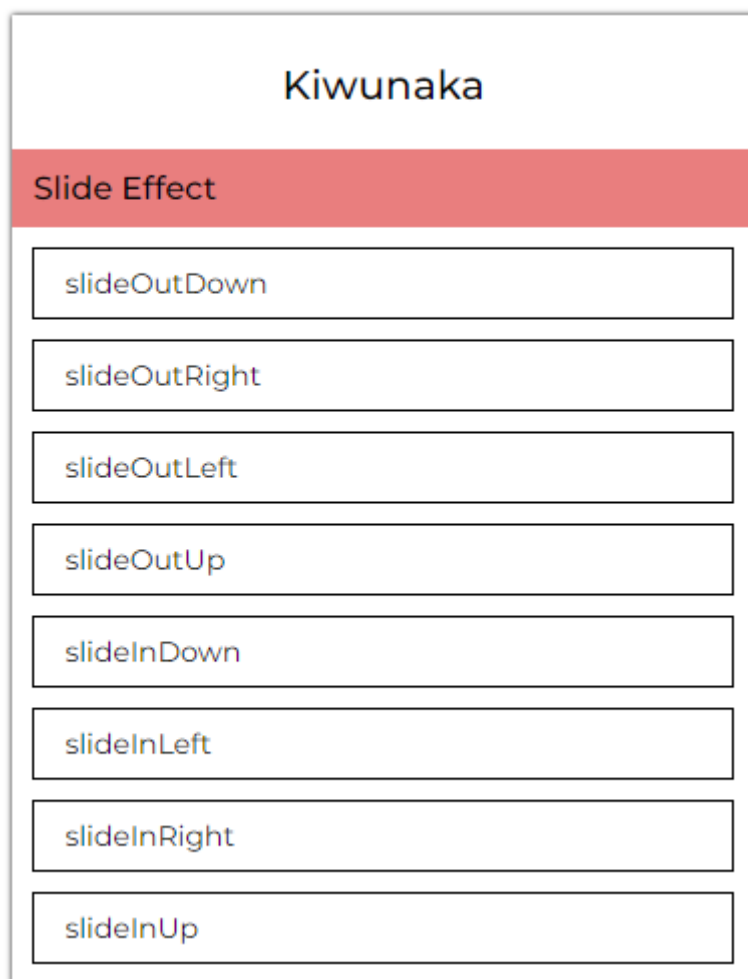 Kiwunaka
Slide Effect
slideOutDown
slideOutRight
slideOutLeft
slideOutUp
slideInDown
slideInLeft
slideInRight
slideInUp